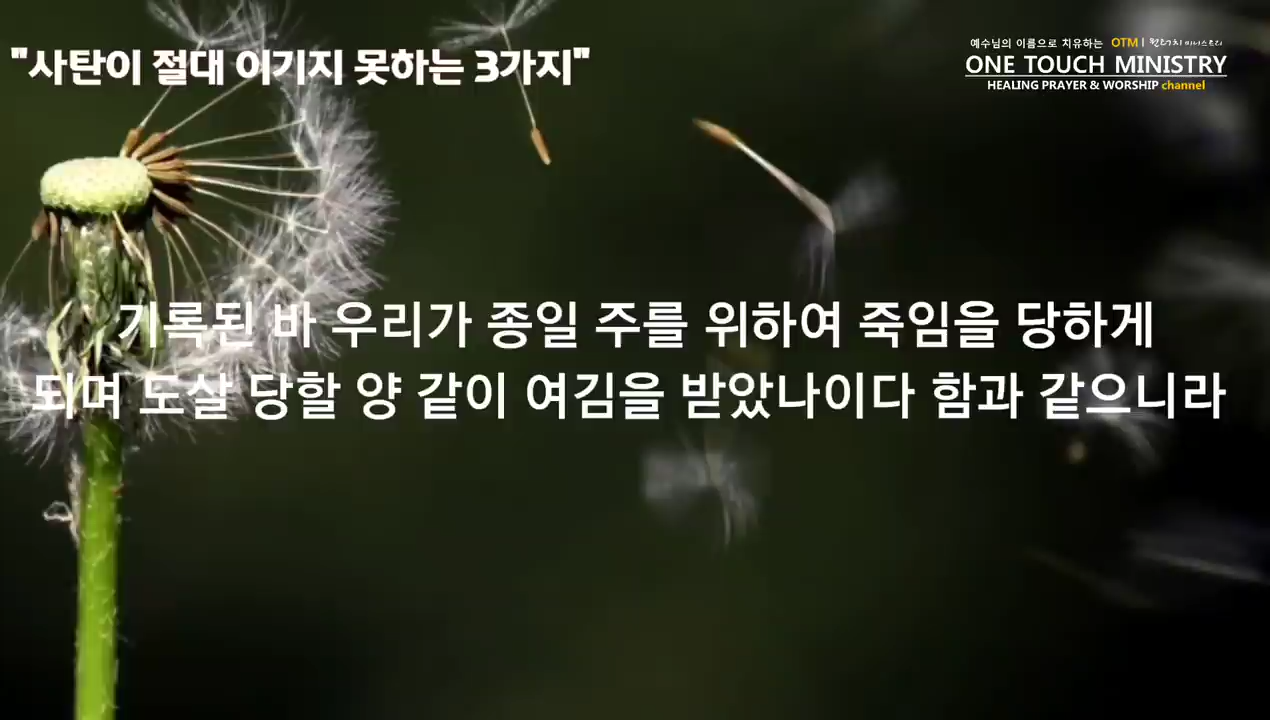 "사탄이 절대 이기지 못하는 3가지"
예수님의 이름으로 치유하는 OTM | 원터치 미니스트리
ONE TOUCH MINISTRY
HEALING PRAYER & WORSHIP channel
기록된 바 우리가 종일 주를 위하여 죽임을 당하게
되며 도살 당할 양 같이 여김을 받았나이다 함과 같으니라